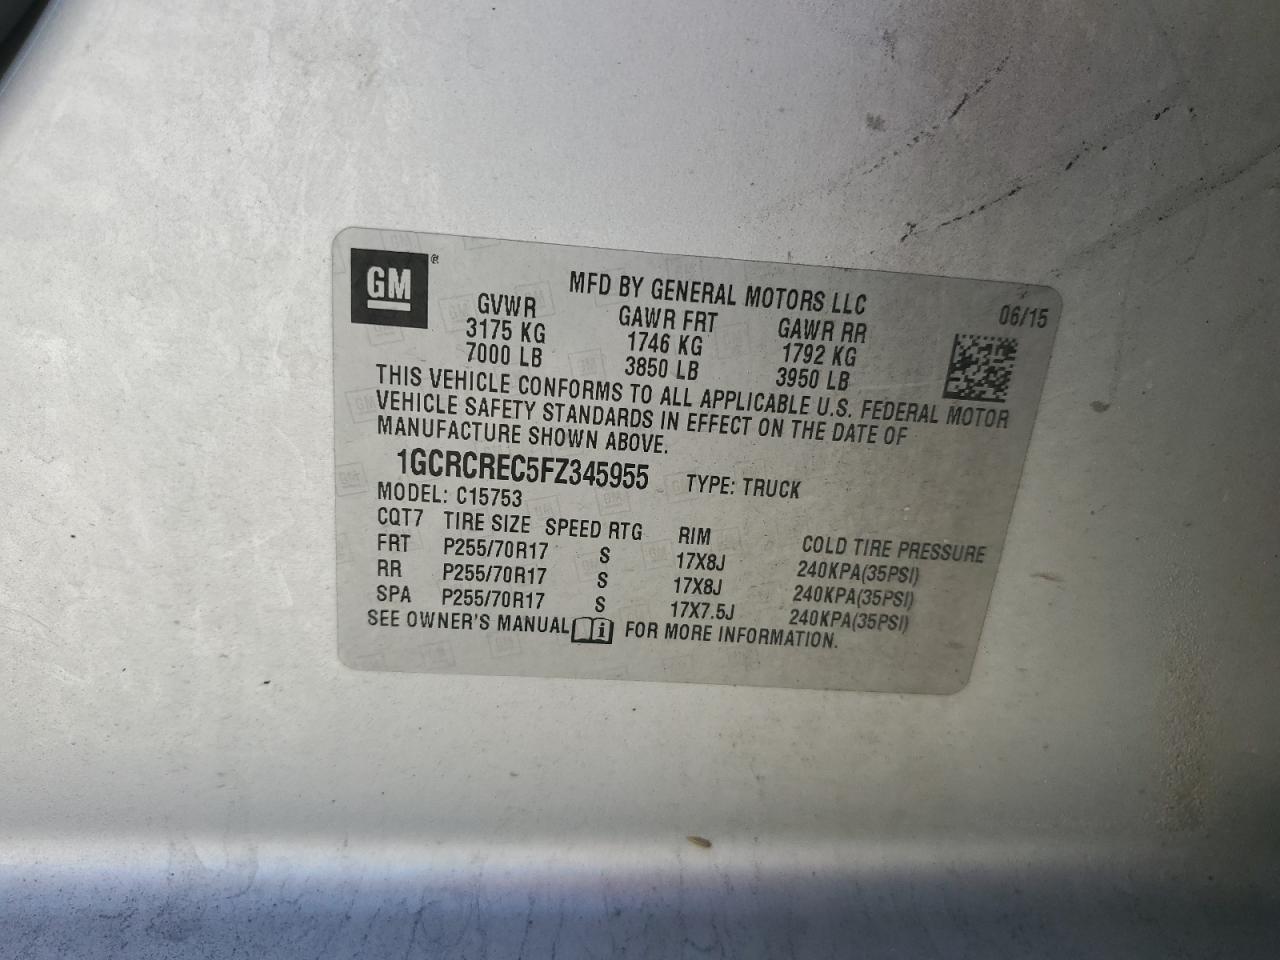 GM®
MFD BY GENERAL MOTORS LLC
06/15
GVWR GAWR FRT GAWR RR
3175 KG 1746 KG 1792 KG
7000 LB 3850 LB 3950 LB
THIS VEHICLE CONFORMS TO ALL APPLICABLE U.S. FEDERAL MOTOR
VEHICLE SAFETY STANDARDS IN EFFECT ON THE DATE OF
MANUFACTURE SHOWN ABOVE.
1GCRCREC5FZ345955 TYPE: TRUCK
MODEL: C15753
CQT7 TIRE SIZE SPEED RTG RIM COLD TIRE PRESSURE
FRT P255/70R17 S 17X8J 240KPA(35PSI)
RR P255/70R17 S 17X8J 240KPA(35PSI)
SPA P255/70R17 S 17X7.5J 240KPA(35PSI)
SEE OWNER'S MANUAL i FOR MORE INFORMATION.